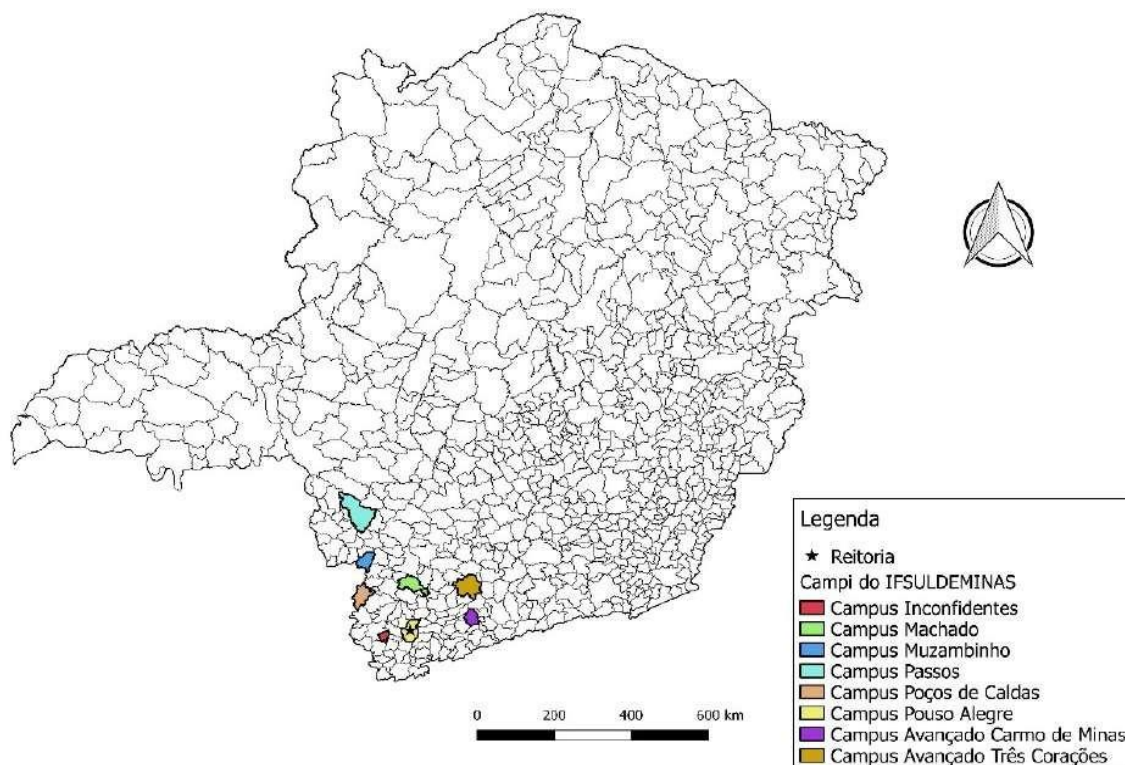 Legenda
Reitoria
Campi do IFSULDEMINAS
Campus Inconfidentes
Campus Machado
Campus Muzambinho
Campus Passos
Campus Poços de Caldas
Campus Pouso Alegre
Campus Avançado Carmo de Minas
Campus Avançado Três Corações
0 200 400 600 km